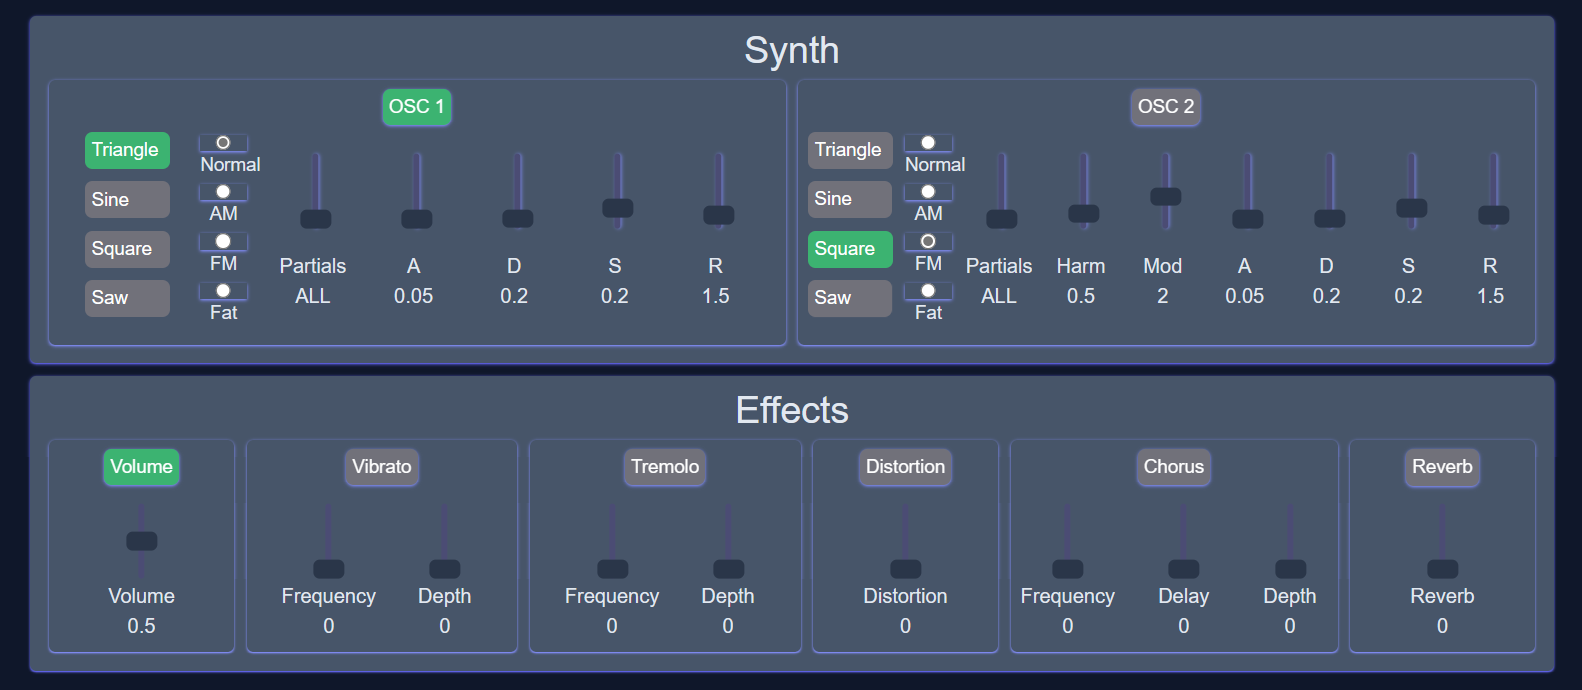 Synth
OSC 1
Triangle
Sine
Square
Saw
Normal
AM
FM
Fat
Partials A D S R
ALL 0.05 0.2 0.2 1.5
OSC 2
Triangle
Sine
Square
Saw
Normal
AM
FM
Fat
Partials Harm Mod A D S R
ALL 0.5 2 0.05 0.2 0.2 1.5
Effects
Volume
Volume
0.5
Vibrato
Frequency Depth
0 0
Tremolo
Frequency Depth
0 0
Distortion
Distortion
0
Chorus
Frequency Delay Depth
0 0 0
Reverb
Reverb
0